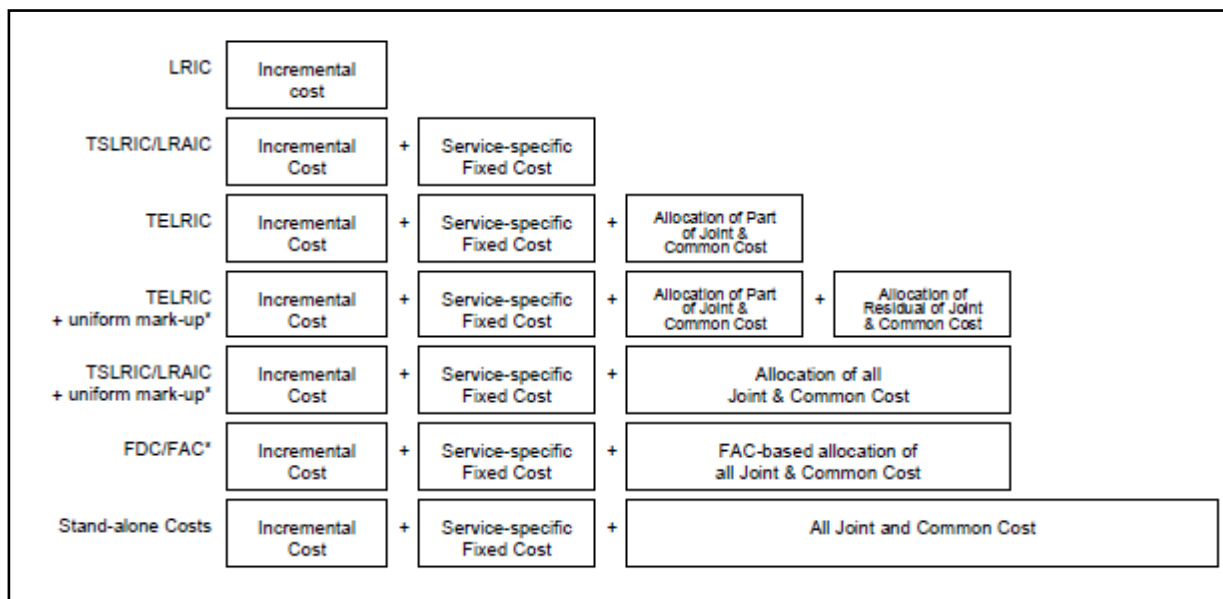 LRIC
Incremental
cost
TSLRIC/LRAIC
Incremental
Cost
+
Service-specific
Fixed Cost
TELRIC
Incremental
Cost
+
Service-specific
Fixed Cost
+
Allocation of Part
of Joint &
Common Cost
TELRIC
+ uniform mark-up*
Incremental
Cost
+
Service-specific
Fixed Cost
+
Allocation of Part
of Joint &
Common Cost
+
Allocation of
Residual of Joint
& Common Cost
TSLRIC/LRAIC
+ uniform mark-up*
Incremental
Cost
+
Service-specific
Fixed Cost
+
Allocation of all
Joint & Common Cost
FDC/FAC*
Incremental
Cost
+
Service-specific
Fixed Cost
+
FAC-based allocation of
all Joint & Common Cost
Stand-alone Costs
Incremental
Cost
+
Service-specific
Fixed Cost
+
All Joint and Common Cost